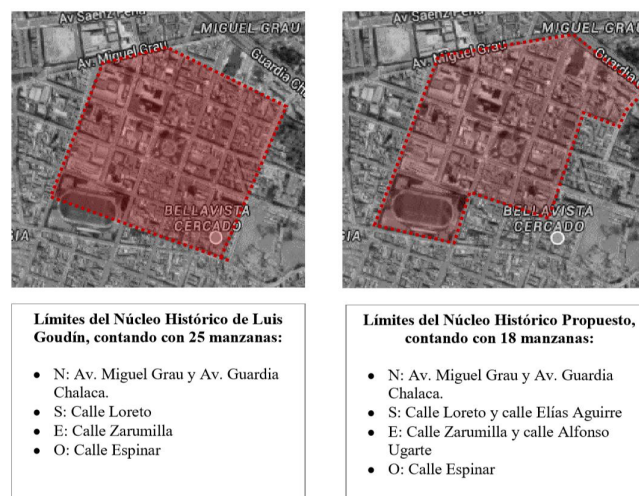 Av Saenz Peña
MIGUEL GRAU
Av. Miguel Grau
Guardia Cha
BELLAVISTA
CERCADO
IA
Límites del Núcleo Histórico de Luis
Goudín, contando con 25 manzanas:
● N: Av. Miguel Grau y Av. Guardia
Chalaca.
● S: Calle Loreto
● E: Calle Zarumilla
● O: Calle Espinar
Av Saenz Peña
MIGUEL GRAU
Av. Miguel Grau
Guardia
BELLAVISTA
CERCADO
IA
Límites del Núcleo Histórico Propuesto,
contando con 18 manzanas:
● N: Av. Miguel Grau y Av. Guardia
Chalaca.
● S: Calle Loreto y calle Elías Aguirre
● E: Calle Zarumilla y calle Alfonso
Ugarte
● O: Calle Espinar